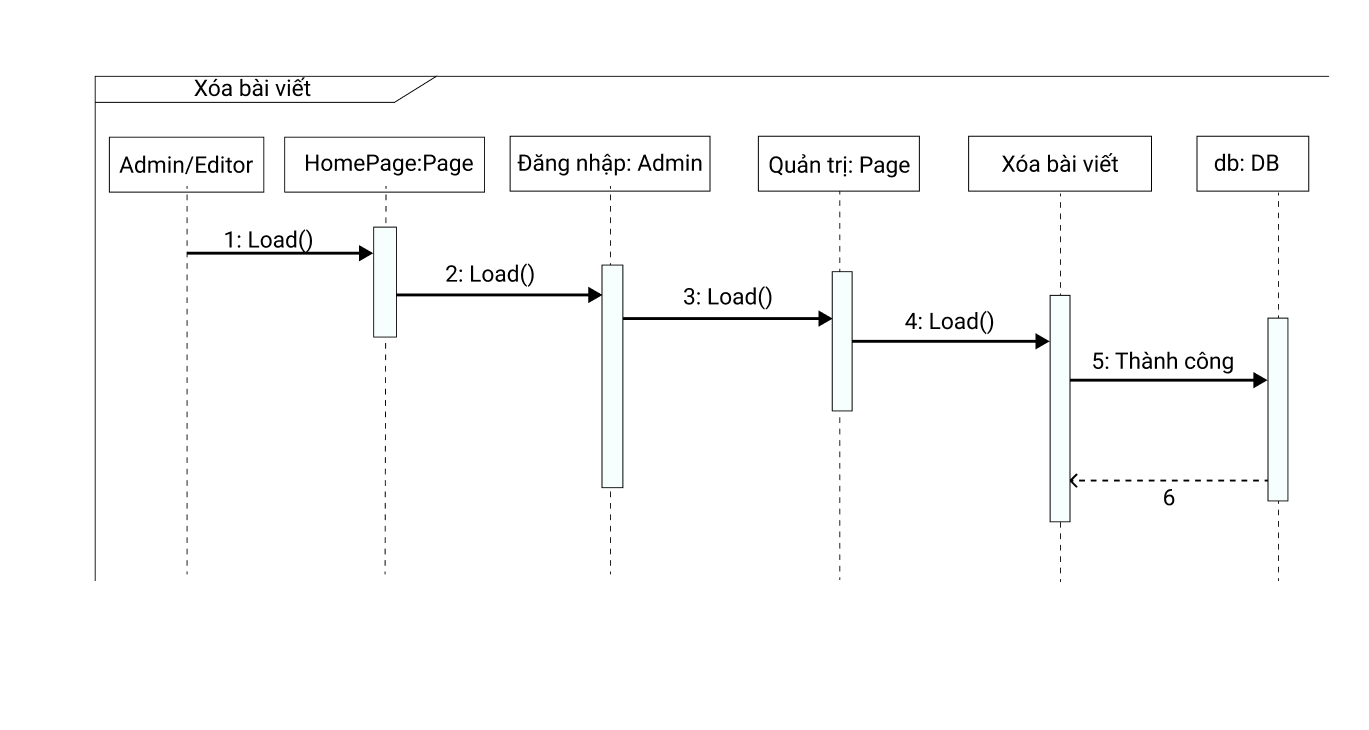 Xóa bài viết
Admin/Editor
HomePage:Page
Đăng nhập: Admin
Quản trị: Page
Xóa bài viết
db: DB
1: Load()
2: Load()
3: Load()
4: Load()
5: Thành công
6